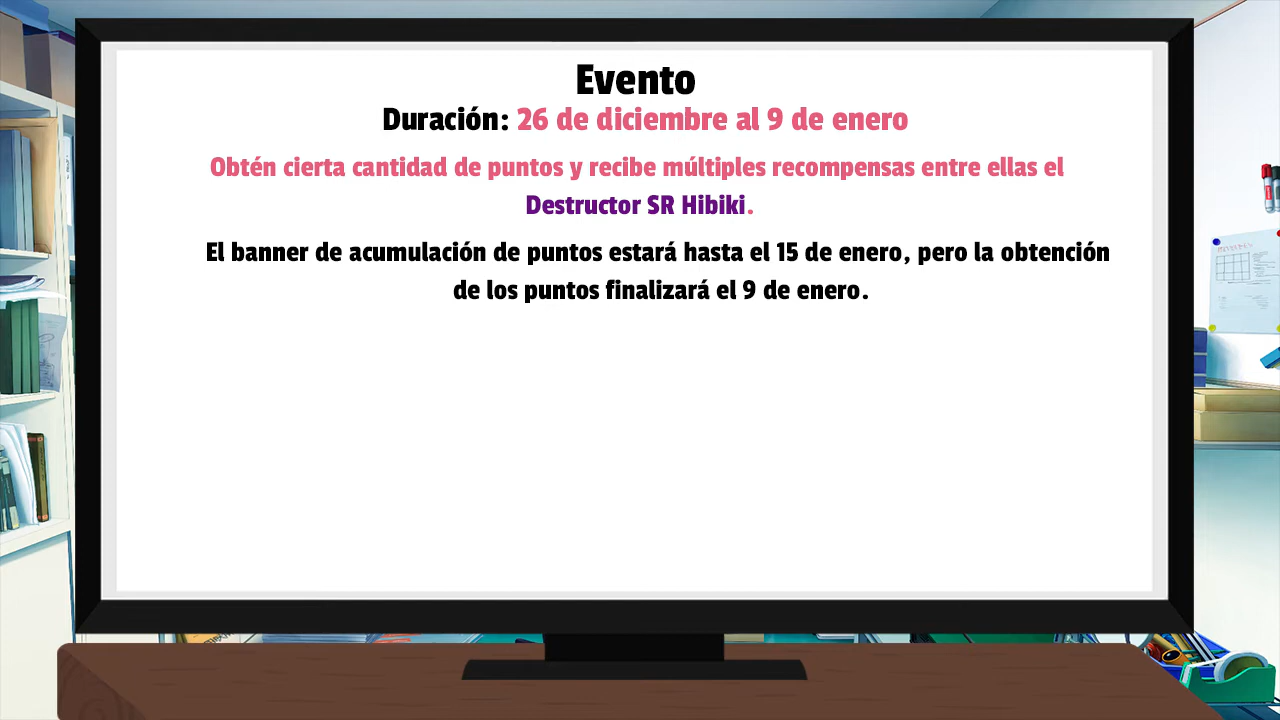 Evento
Duración: 26 de diciembre al 9 de enero
Obtén cierta cantidad de puntos y recibe múltiples recompensas entre ellas el
Destructor SR Hibiki.
El banner de acumulación de puntos estará hasta el 15 de enero, pero la obtención
de los puntos finalizará el 9 de enero.